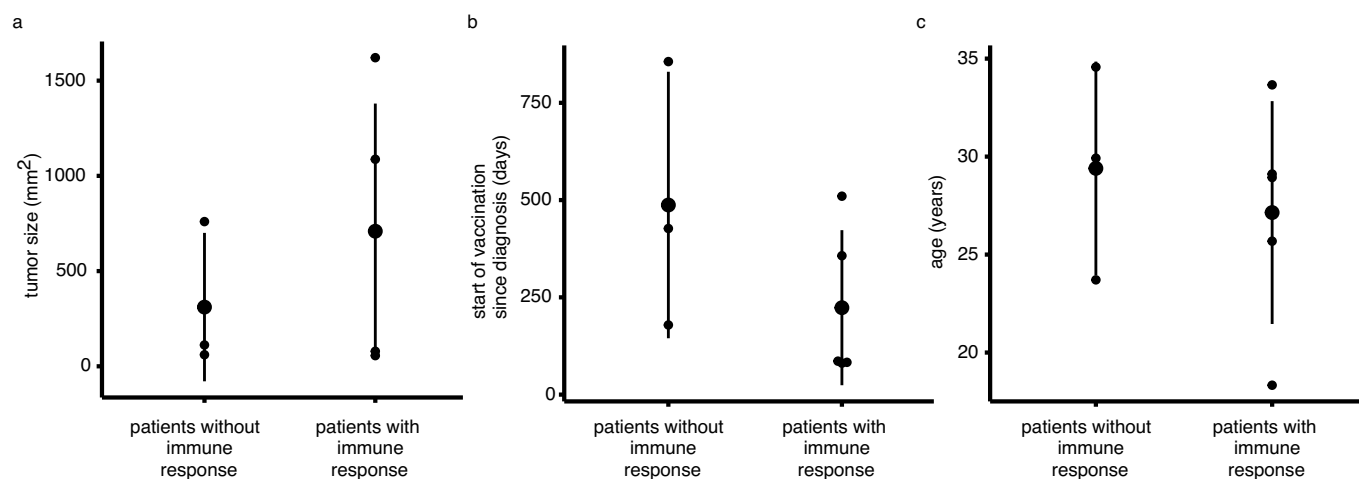 a
tumor size (mm2)
1500
1000
500
0
patients without
immune
response
patients with
immune
response
b
start of vaccination
since diagnosis (days)
750
500
250
0
patients without
immune
response
patients with
immune
response
c
age (years)
35
30
25
20
patients without
immune
response
patients with
immune
response